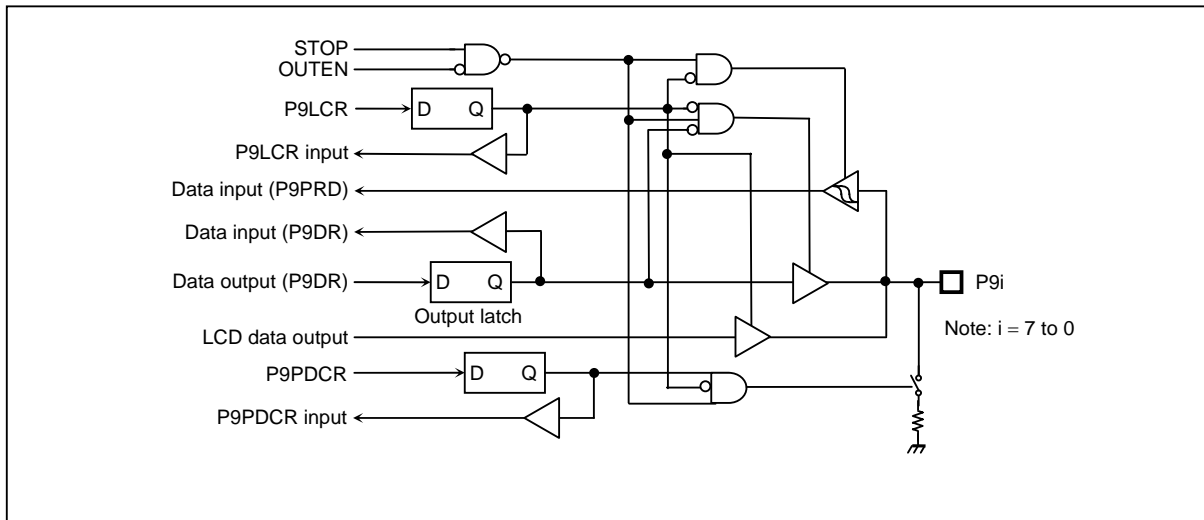 STOP
OUTEN
P9LCR
D Q
P9LCR input
Data input (P9PRD)
Data input (P9DR)
Data output (P9DR)
D Q
Output latch
P9i
Note: i = 7 to 0
LCD data output
P9PDCR
D Q
P9PDCR input